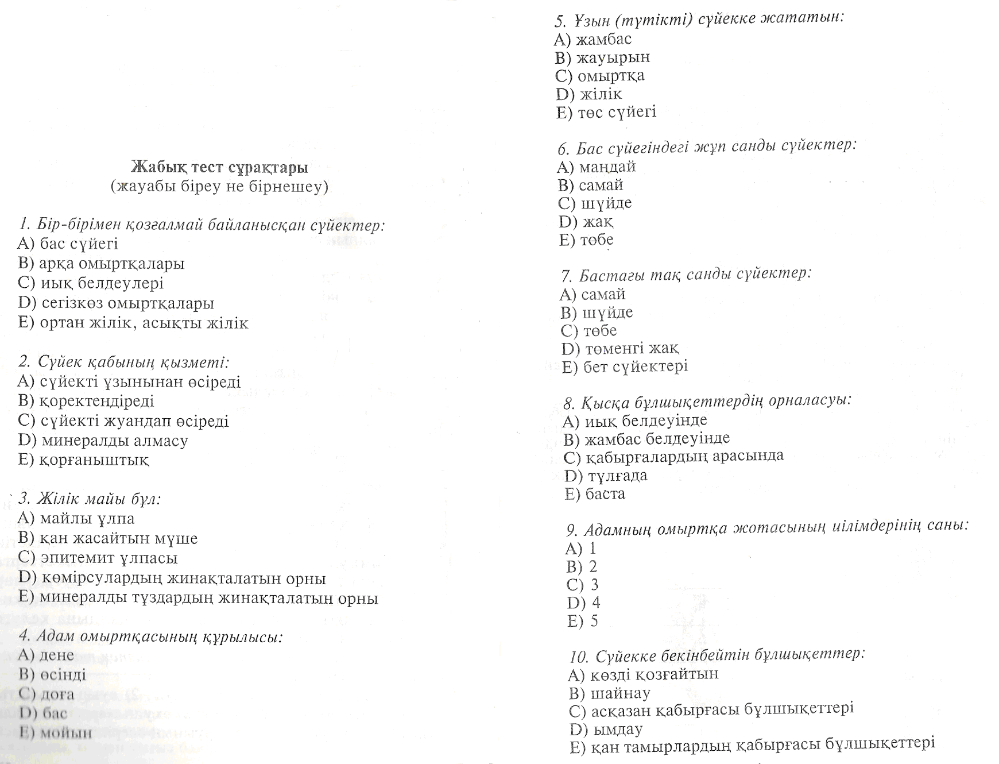 Жабық тест сұрақтары
(жауабы біреу не бірнешеу)
1. Бір-бірімен қозғалмай байланысқан сүйектер:
A) бас сүйегі
B) арқа омыртқалары
C) иық белдеулері
D) сегізкөз омыртқалары
E) ортан жілік, асықты жілік
2. Сүйек қабының қызметі:
A) сүйекті ұзынынан өсіреді
B) қоректендіреді
C) сүйекті жуандап өсіреді
D) минералды алмасу
E) қорғаныштық
3. Жілік майы бұл:
A) майлы ұлпа
B) қан жасайтын мүше
C) эпитемит ұлпасы
D) көмірсулардың жинақталатын орны
E) минералды тұздардың жинақталатын орны
4. Адам омыртқасының құрылысы:
A) дене
B) өсінді
C) доға
D) бас
E) мойын
5. Ұзын (түтікті) сүйекке жататын:
A) жамбас
B) жауырын
C) омыртқа
D) жілік
E) төс сүйегі
6. Бас сүйегіндегі жұп санды сүйектер:
A) маңдай
B) самай
C) шүйде
D) жақ
E) төбе
7. Бастағы тақ санды сүйектер:
A) самай
B) шүйде
C) төбе
D) төменгі жақ
E) бет сүйектері
8. Қысқа бұлшықеттердің орналасуы:
A) иық белдеуінде
B) жамбас белдеуінде
C) қабырғалардың арасында
D) тұлғада
E) баста
9. Адамның омыртқа жотасының иілімдерінің саны:
A) 1
B) 2
C) 3
D) 4
E) 5
10. Сүйекке бекінбейтін бұлшықеттер:
A) көзді қозғайтын
B) шайнау
C) асқазан қабырғасы бұлшықеттері
D) ымдау
E) қан тамырлардың қабырғасы бұлшықеттері